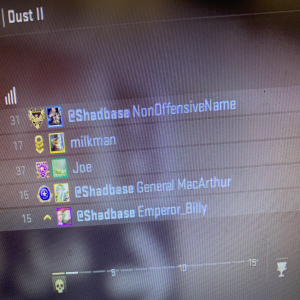 | Dust II
31 @Shadbase NonOffensiveName
17 milkman
37 Joe
15 @Shadbase General MacArthur
15 @Shadbase Emperor_Billy
5 10 15